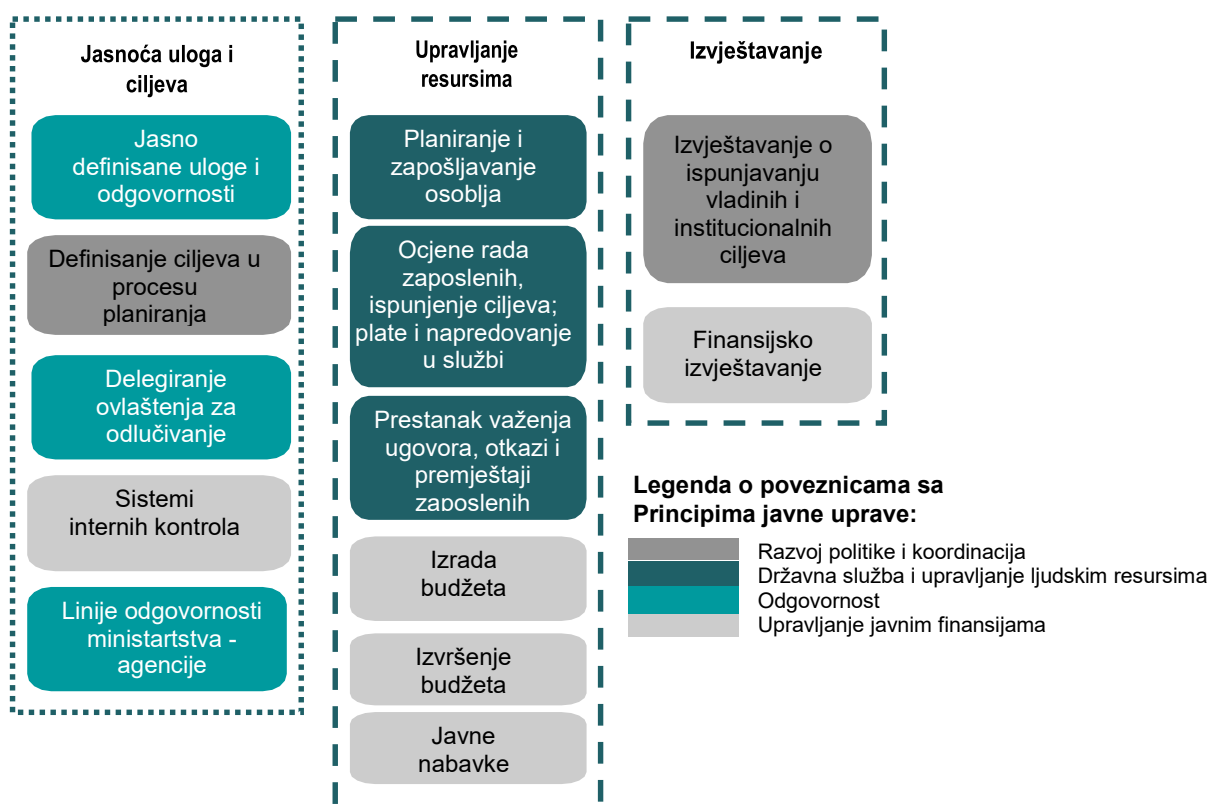 Jasnoća uloga i
ciljeva
Jasno
definisane uloge i
odgovornosti
Definisanje ciljeva u
procesu
planiranja
Delegiranje
ovlaštenja za
odlučivanje
Sistemi
internih kontrola
Linije odgovornosti
ministartstva -
agencije
Upravljanje
resursima
Planiranje i
zapošljavanje
osoblja
Ocjene rada
zaposlenih,
ispunjenje ciljeva;
plate i napredovanje
u službi
Prestanak važenja
ugovora, otkazi i
premještaji
zaposlenih
Izrada
budžeta
Izvršenje
budžeta
Javne
nabavke
Izvještavanje
Izvještavanje o
ispunjavanju
vladinih i
institucionalnih
ciljeva
Finansijsko
izvještavanje
Legenda o poveznicama sa
Principima javne uprave:
Razvoj politike i koordinacija
Državna služba i upravljanje ljudskim resursima
Odgovornost
Upravljanje javnim finansijama